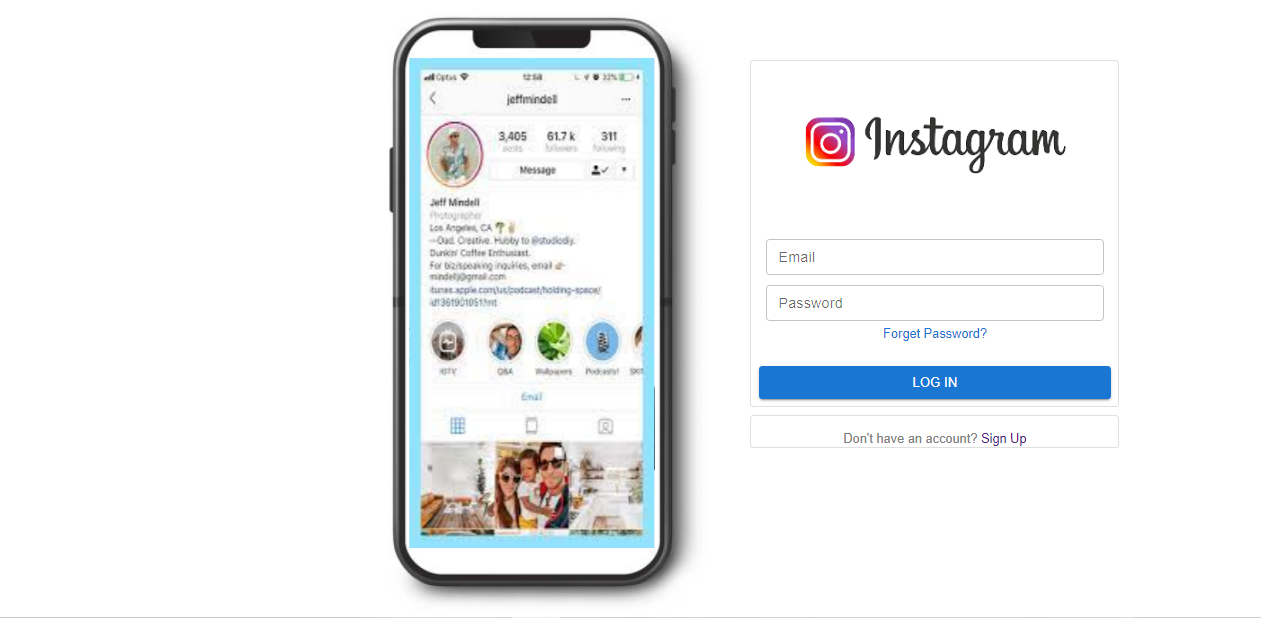 Optus 12:58 32%
jeffmindell
3,405 61.7 k 311
posts followers following
Message
Jeff Mindell
Photographer
Los Angeles, CA
—Dad. Creative. Hubby to @studiodiy.
Dunkin' Coffee Enthusiast.
For biz/speaking inquiries, email
mindellj@gmail.com
itunes.apple.com/us/podcast/holding-space/
id1361901051?mt
IGTV Q&A Wallpapers Podcasts!
Email
Instagram
Email
Password
Forget Password?
LOG IN
Don't have an account? Sign Up